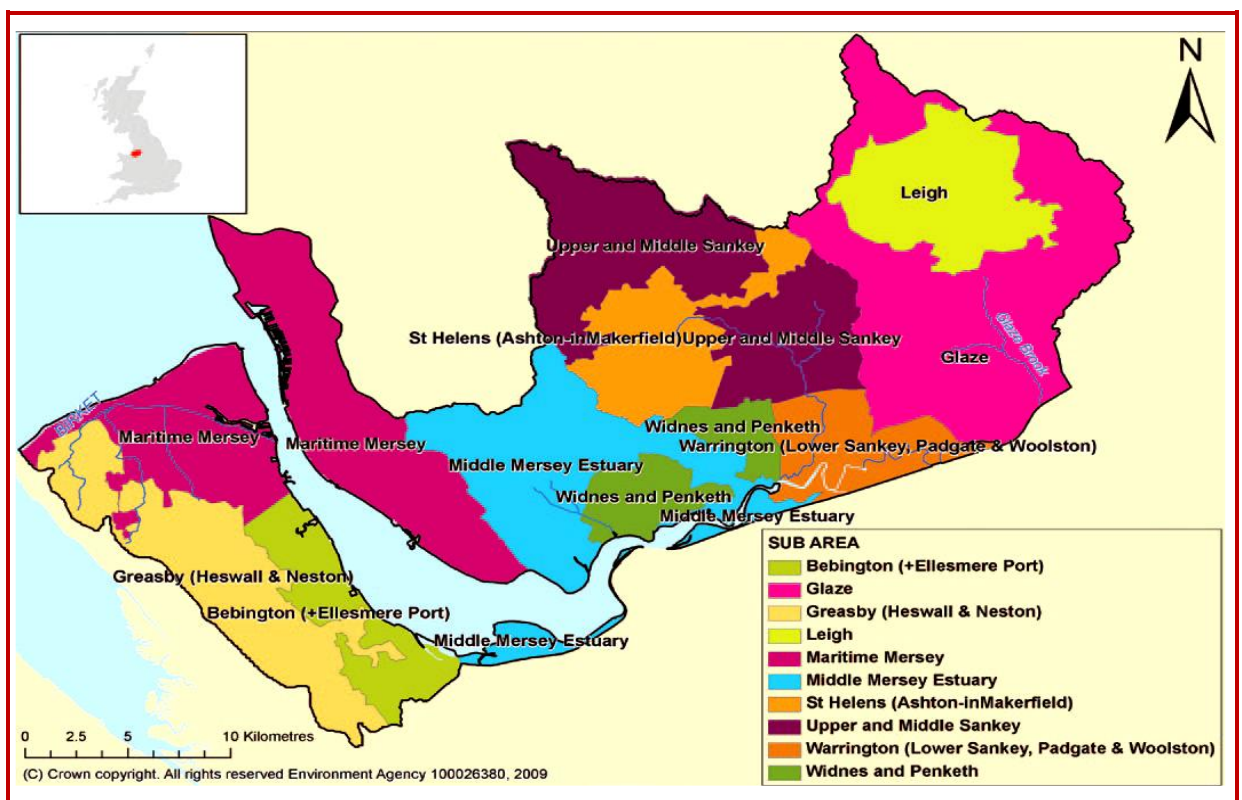 N
Leigh
Upper and Middle Sankey
St Helens (Ashton-inMakerfield)
Upper and Middle Sankey
Glaze Brook
Glaze
BIRKET
Maritime Mersey
Maritime Mersey
Widnes and Penketh
Warrington (Lower Sankey, Padgate & Woolston)
Middle Mersey Estuary
Widnes and Penketh
Middle Mersey Estuary
Greasby (Heswall & Neston)
Bebington (+Ellesmere Port)
Middle Mersey Estuary
SUB AREA
Bebington (+Ellesmere Port)
Glaze
Greasby (Heswall & Neston)
Leigh
Maritime Mersey
Middle Mersey Estuary
St Helens (Ashton-inMakerfield)
Upper and Middle Sankey
Warrington (Lower Sankey, Padgate & Woolston)
Widnes and Penketh
0 2.5 5 10 Kilometres
(C) Crown copyright. All rights reserved Environment Agency 100026380, 2009